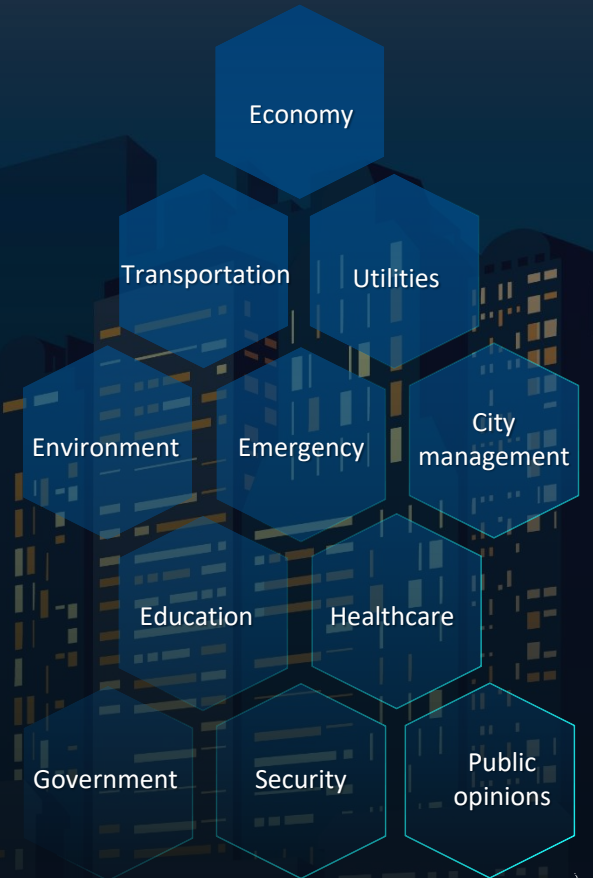 Economy
Transportation
Utilities
Environment
Emergency
City
management
Education
Healthcare
Government
Security
Public
opinions